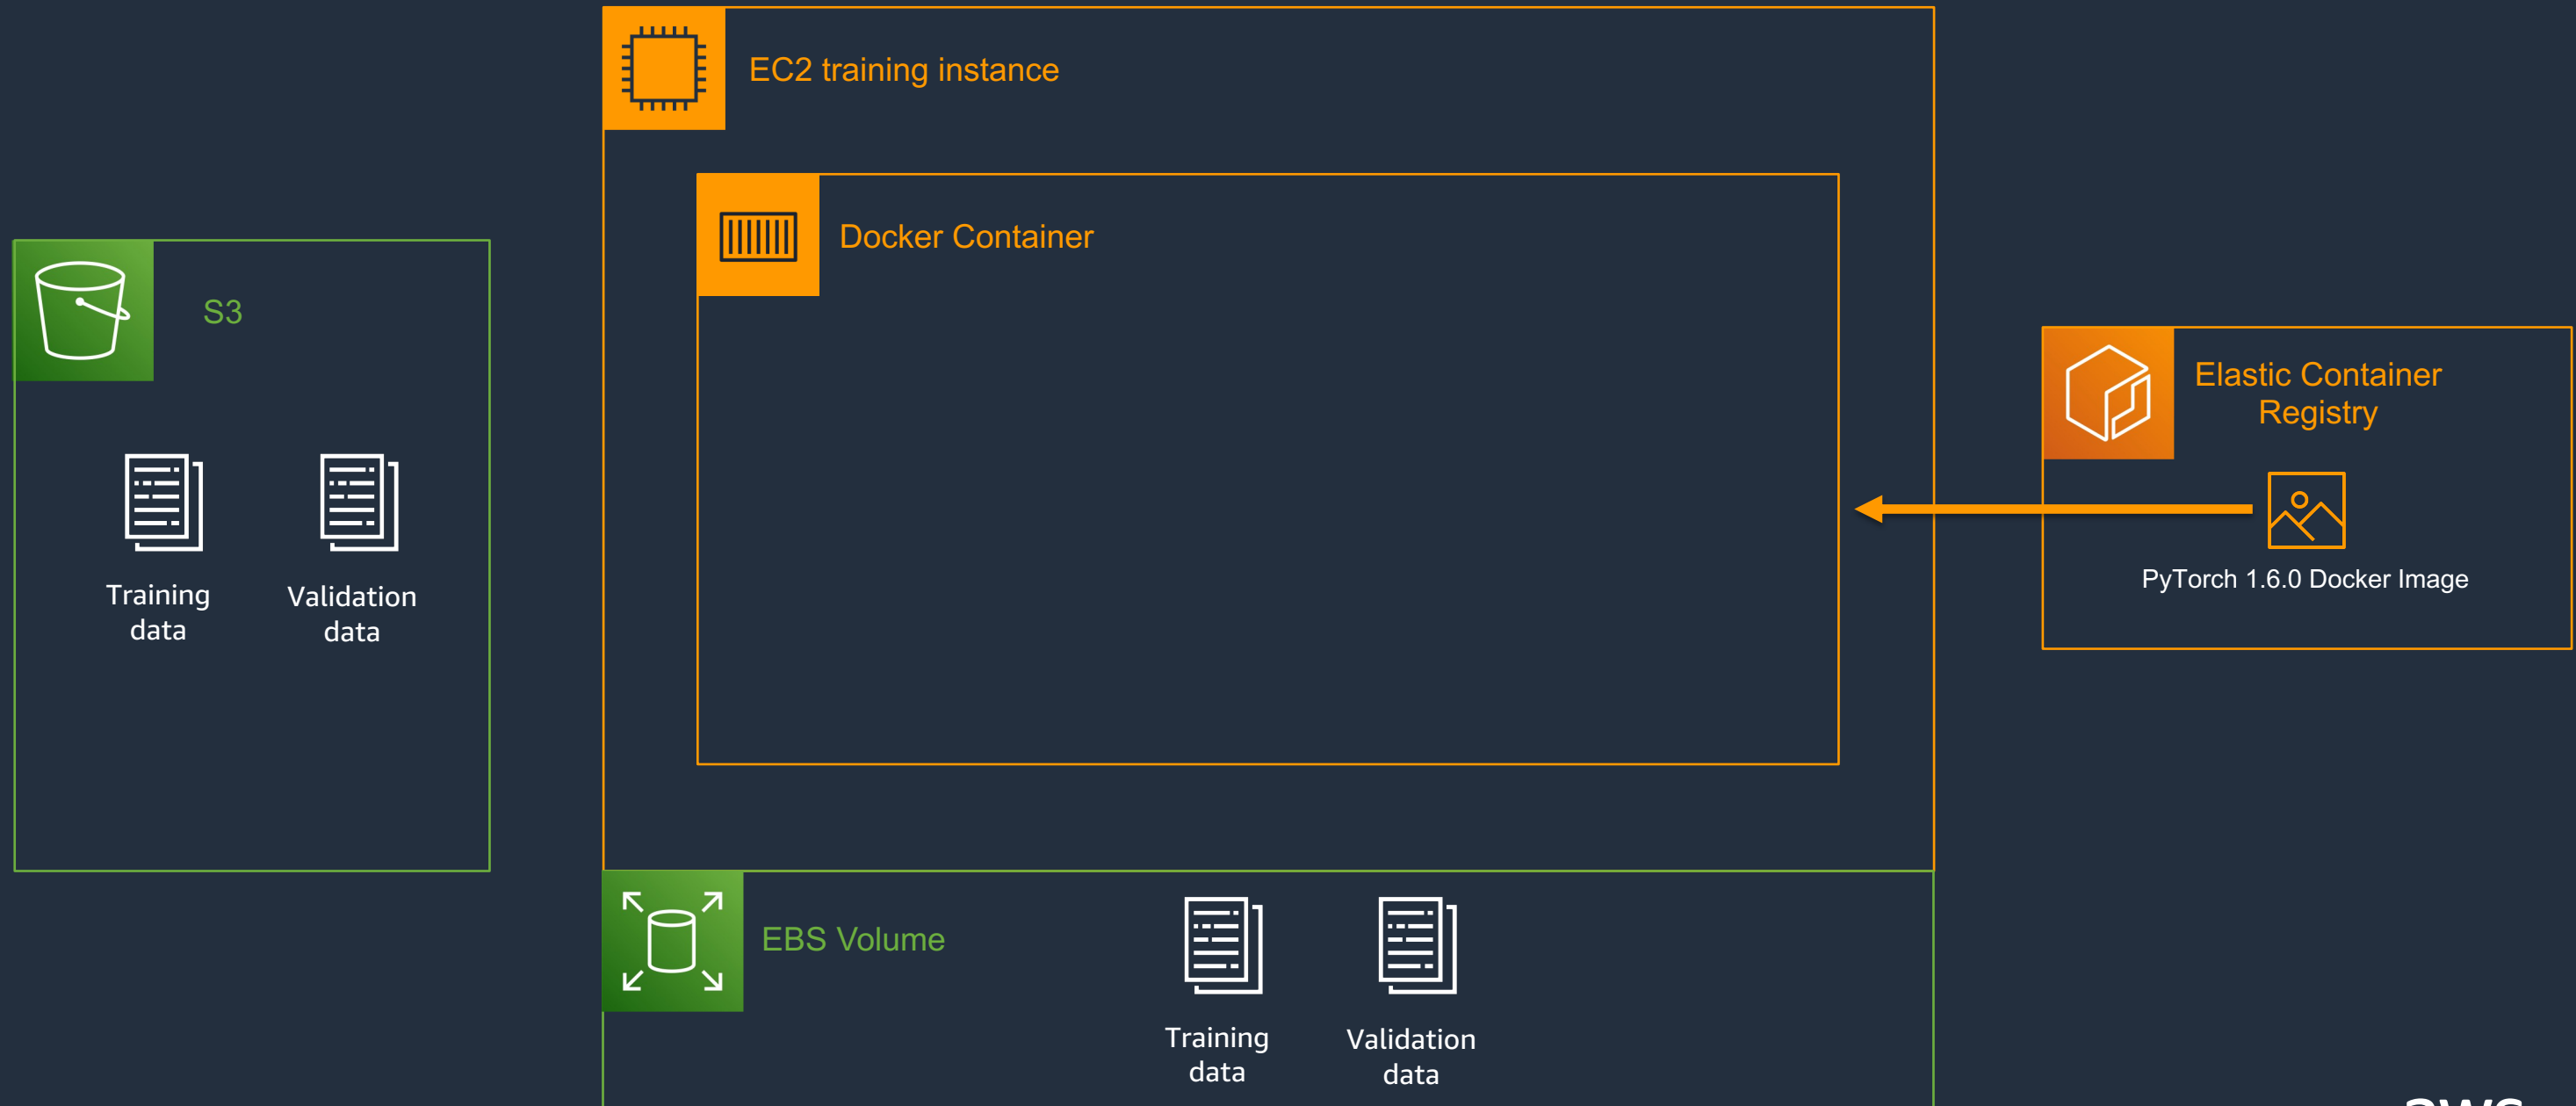 EC2 training instance
Docker Container
S3
Training
data
Validation
data
Elastic Container
Registry
PyTorch 1.6.0 Docker Image
EBS Volume
Training
data
Validation
data
aws